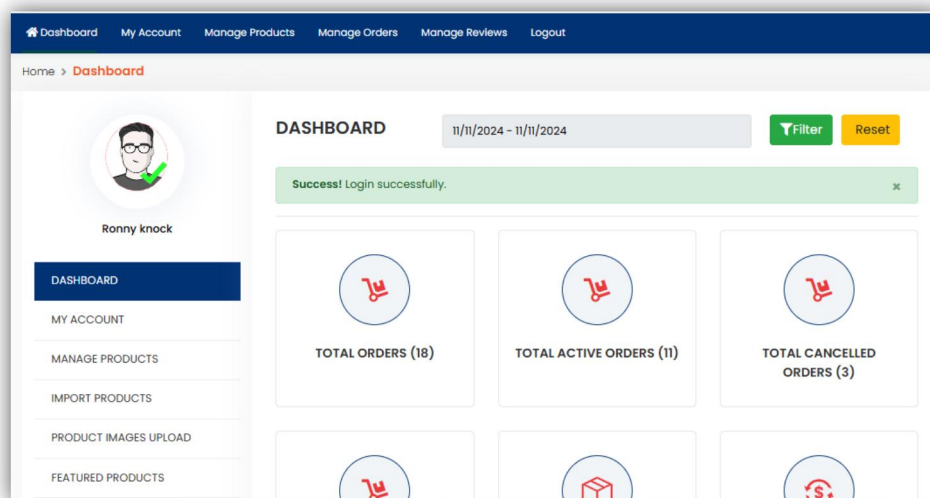 Dashboard My Account Manage Products Manage Orders Manage Reviews Logout
Home > Dashboard
Ronny knock
DASHBOARD
MY ACCOUNT
MANAGE PRODUCTS
IMPORT PRODUCTS
PRODUCT IMAGES UPLOAD
FEATURED PRODUCTS
DASHBOARD 11/11/2024 - 11/11/2024 Filter Reset
Success! Login successfully. ×
TOTAL ORDERS (18)
TOTAL ACTIVE ORDERS (11)
TOTAL CANCELLED
ORDERS (3)